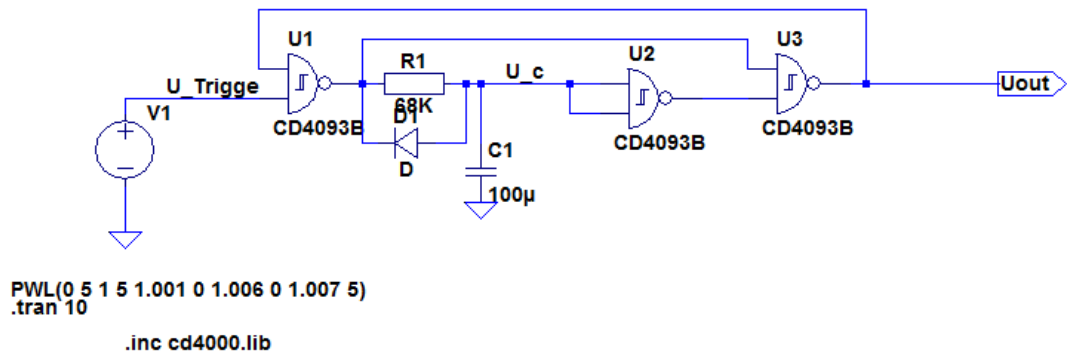 U1
U3
R1
U_c
U2
U_Trigge
Uout
V1
68K
D1
CD4093B
CD4093B
C1
CD4093B
D
100µ
PWL(0 5 1 5 1.001 0 1.006 0 1.007 5)
.tran 10
.inc cd4000.lib